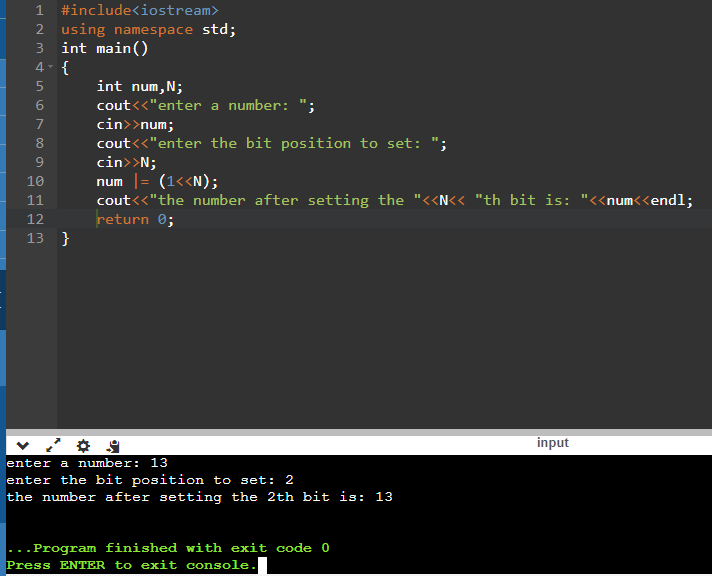 1 #include<iostream>
2 using namespace std;
3 int main()
4 {
5     int num,N;
6     cout<<"enter a number: ";
7     cin>>num;
8     cout<<"enter the bit position to set: ";
9     cin>>N;
10     num |= (1<<N);
11     cout<<"the number after setting the "<<N<< "th bit is: "<<num<<endl;
12     return 0;
13 }
input
enter a number: 13
enter the bit position to set: 2
the number after setting the 2th bit is: 13
...Program finished with exit code 0
Press ENTER to exit console.